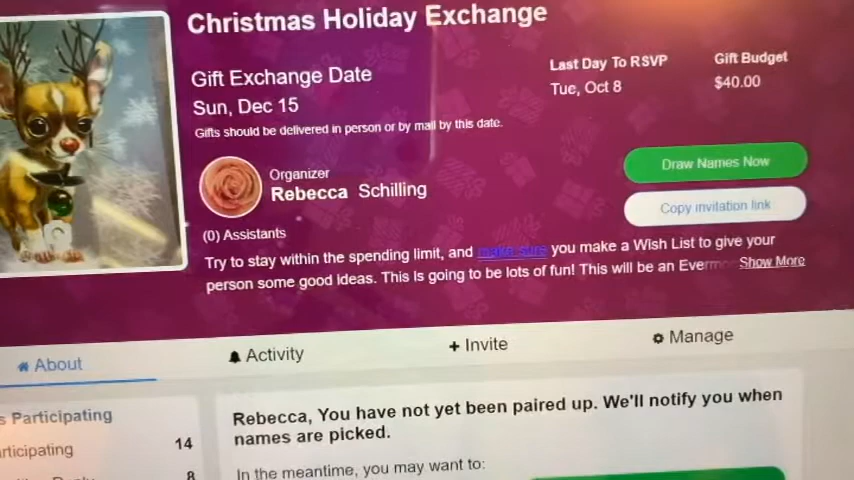 Christmas Holiday Exchange
Gift Exchange Date
Sun, Dec 15
Gifts should be delivered in person or by mail by this date.
Last Day To RSVP
Tue, Oct 8
Gift Budget
$40.00
Organizer
Rebecca Schilling
(0) Assistants
Draw Names Now
Copy invitation link
Try to stay within the spending limit, and make sure you make a Wish List to give your
person some good ideas. This is going to be lots of fun! This will be an Show More
About
Activity
+ Invite
Manage
Participating
14
8
Rebecca, You have not yet been paired up. We'll notify you when
names are picked.
In the meantime, you may want to: